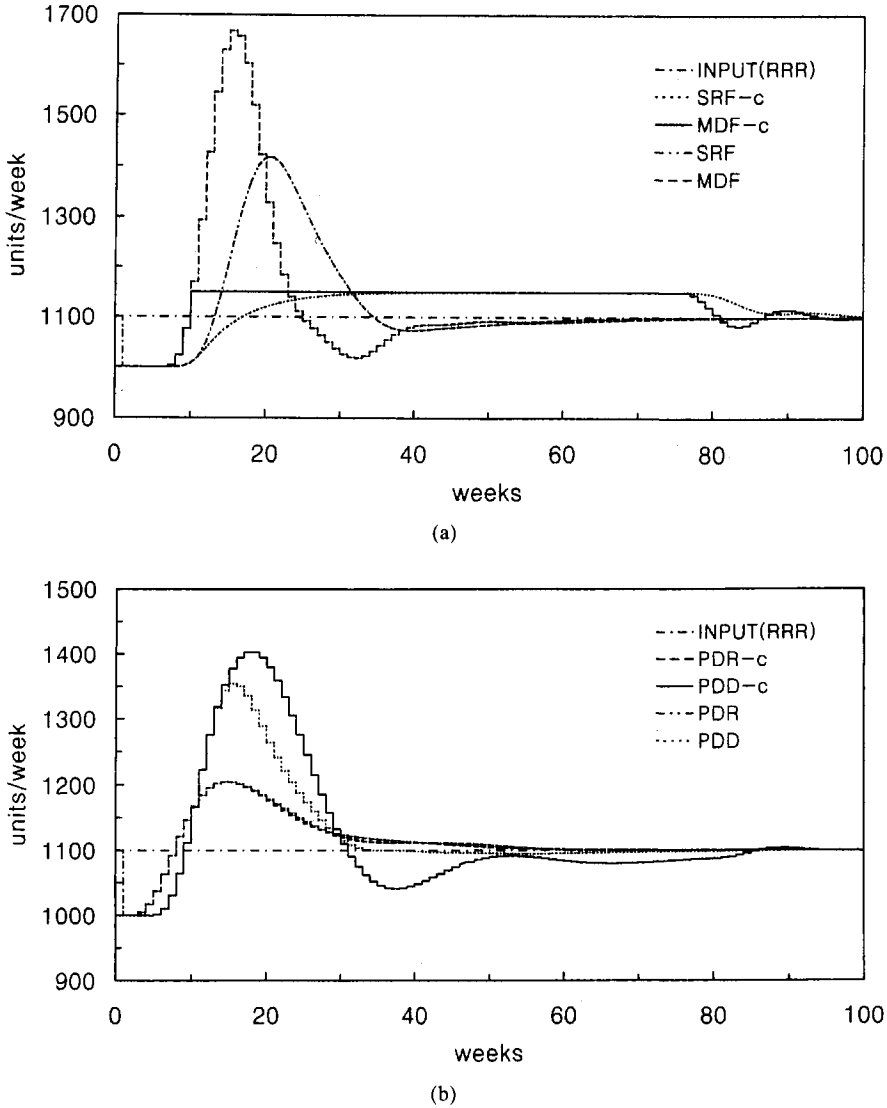 1700
1500
1300
1100
900
units/week
INPUT(RRR)
SRF-c
MDF-c
SRF
MDF
0 20 40 60 80 100
weeks
(a)
1500
1400
1300
1200
1100
1000
900
units/week
INPUT(RRR)
PDR-c
PDD-c
PDR
PDD
0 20 40 60 80 100
weeks
(b)